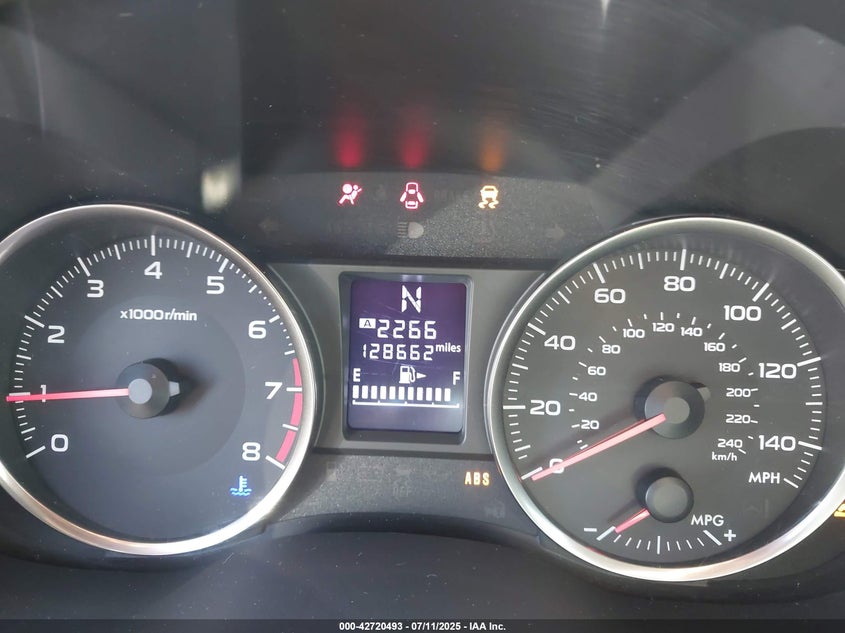 0 1 2 3 4 5 6 7 8
x1000r/min
N
A 2266
128662 miles
E F
ABS
0 20 40 60 80 100 120 140
20 40 60 80 100 120 140 160 180 200 220 240
km/h
MPH
MPG
- +
000-42720493 - 07/11/2025 - IAA Inc.